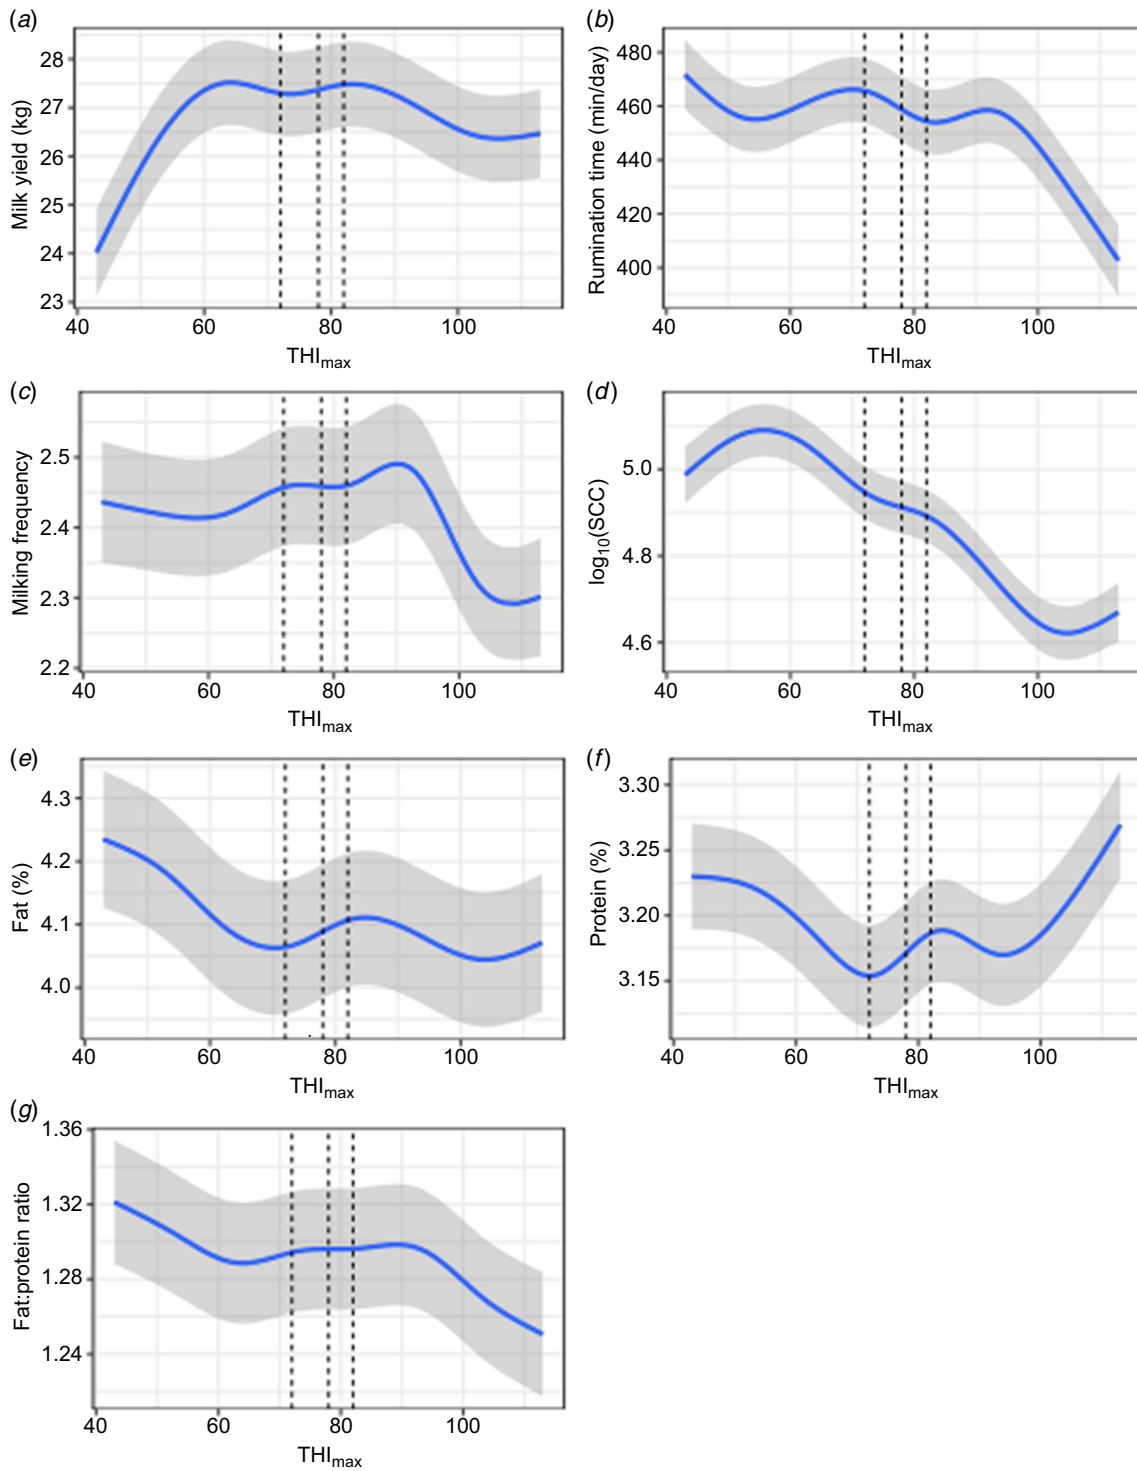 (a)
Milk yield (kg)
28
27
26
25
24
23
40 60 80 100
THImax
(b)
Rumination time (min/day)
480
460
440
420
400
40 60 80 100
THImax
(c)
Milking frequency
2.5
2.4
2.3
2.2
40 60 80 100
THImax
(d)
log10(SCC)
5.0
4.8
4.6
40 60 80 100
THImax
(e)
Fat (%)
4.3
4.2
4.1
4.0
40 60 80 100
THImax
(f)
Protein (%)
3.30
3.25
3.20
3.15
40 60 80 100
THImax
(g)
Fat:protein ratio
1.36
1.32
1.28
1.24
40 60 80 100
THImax